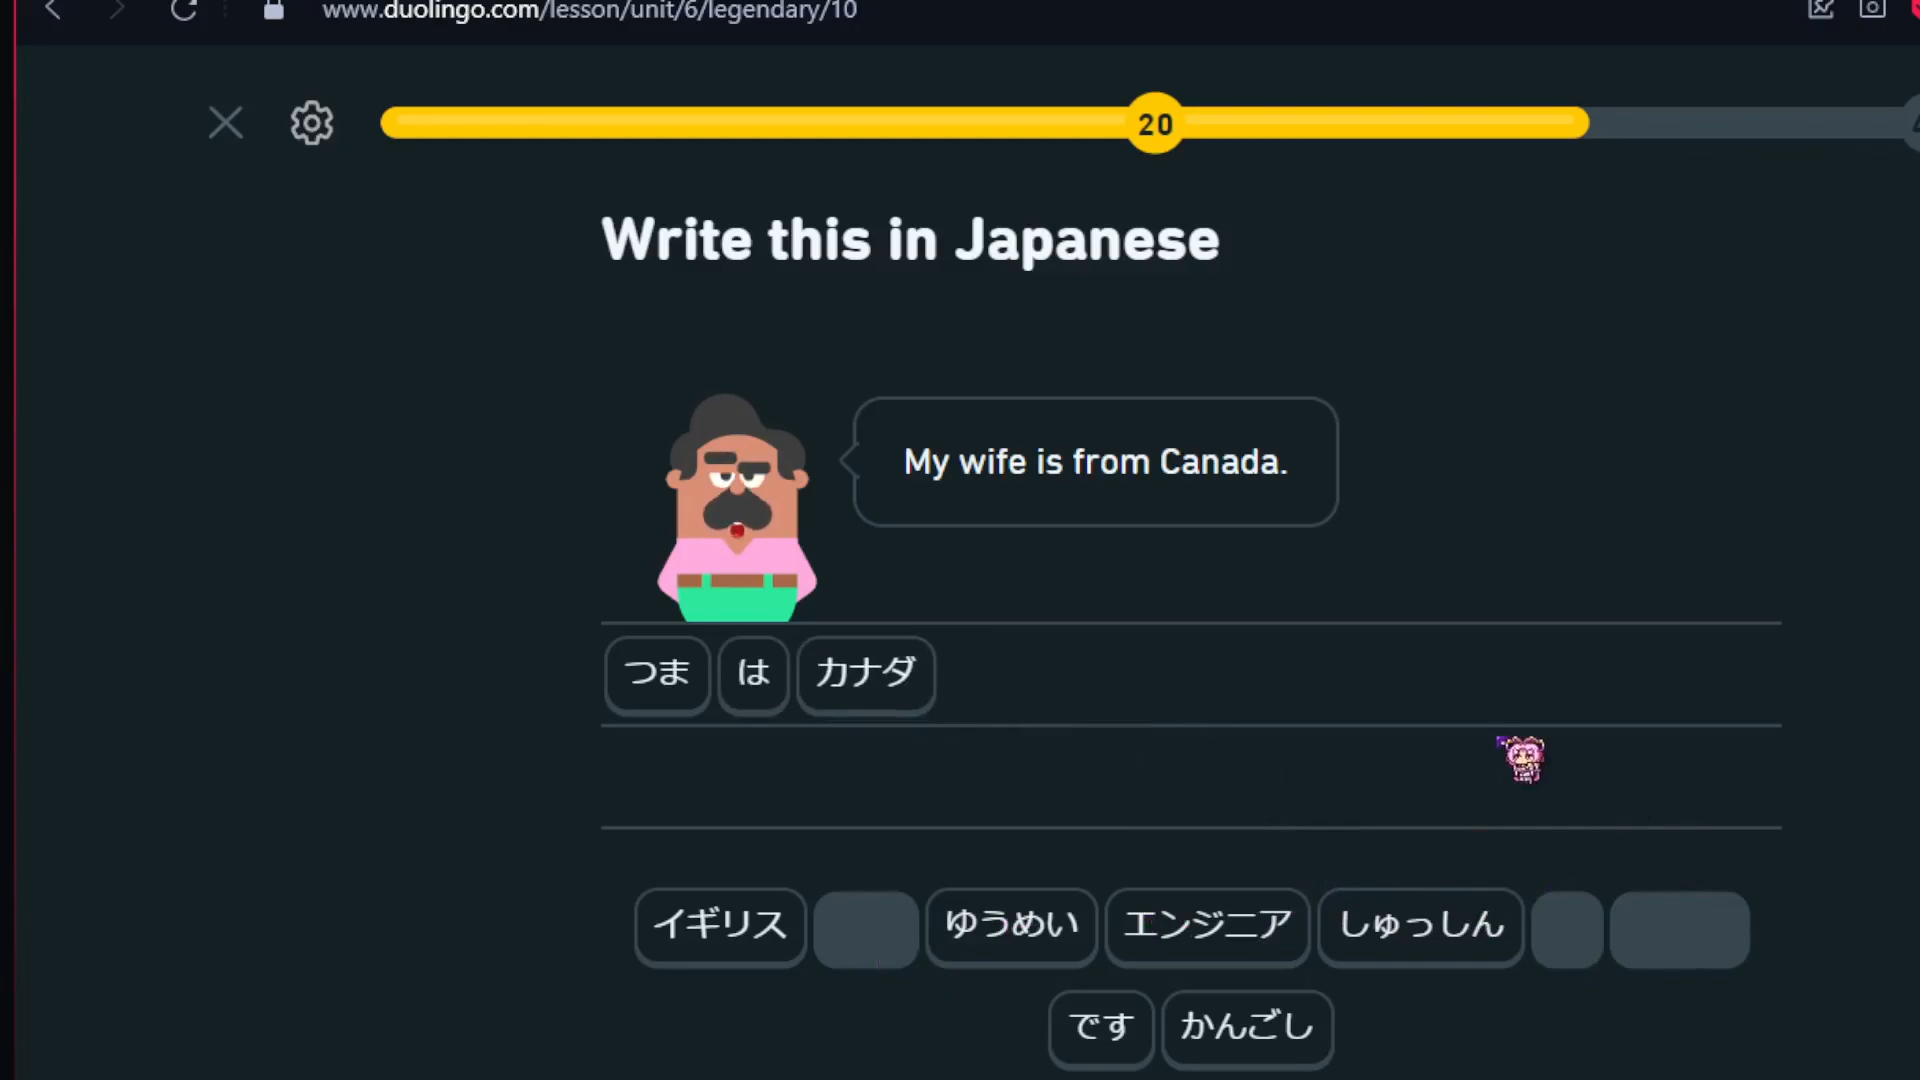 www.duolingo.com/lesson/unit/6/legendary/10
20
Write this in Japanese
My wife is from Canada.
つま は カナダ
イギリス ゆうめい エンジニア しゅっしん
です かんごし